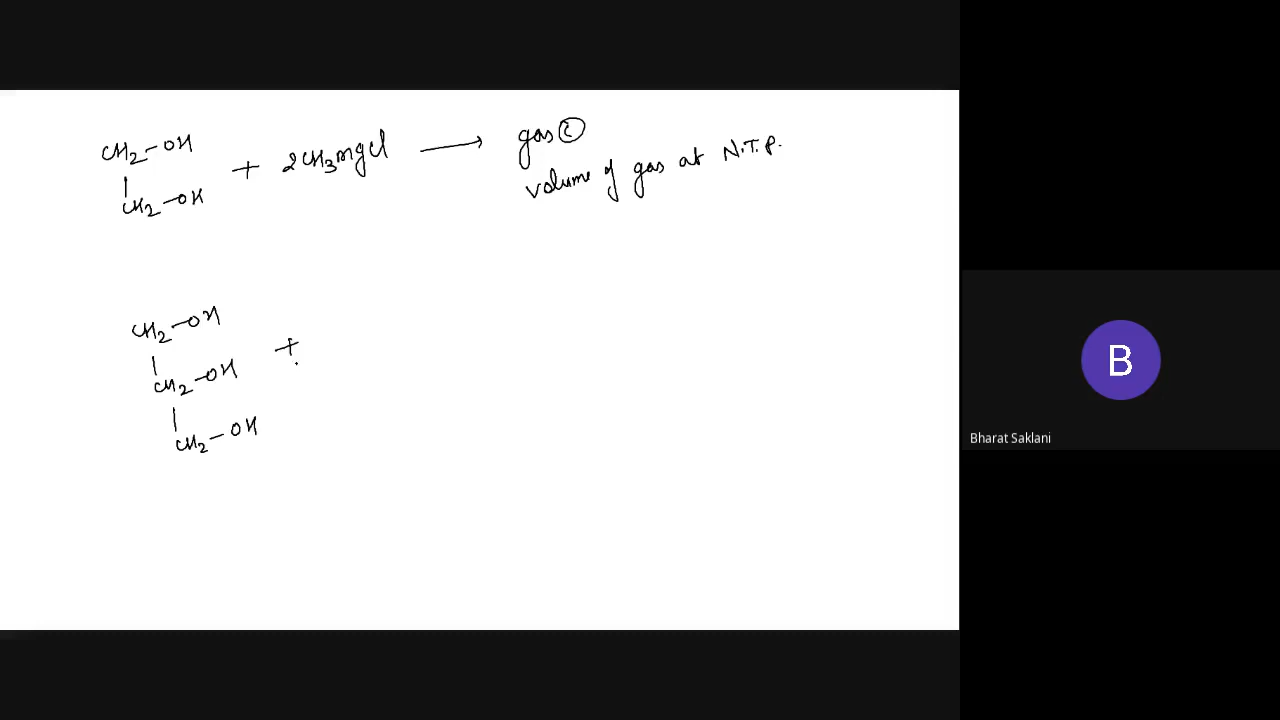 CH2-OH
|
CH2-OH
+ 2CH3MgCl → gas
volume of gas at N.T.P.
CH2-OH
|
CH2-OH
|
CH2-OH
+
B
Bharat Saklani